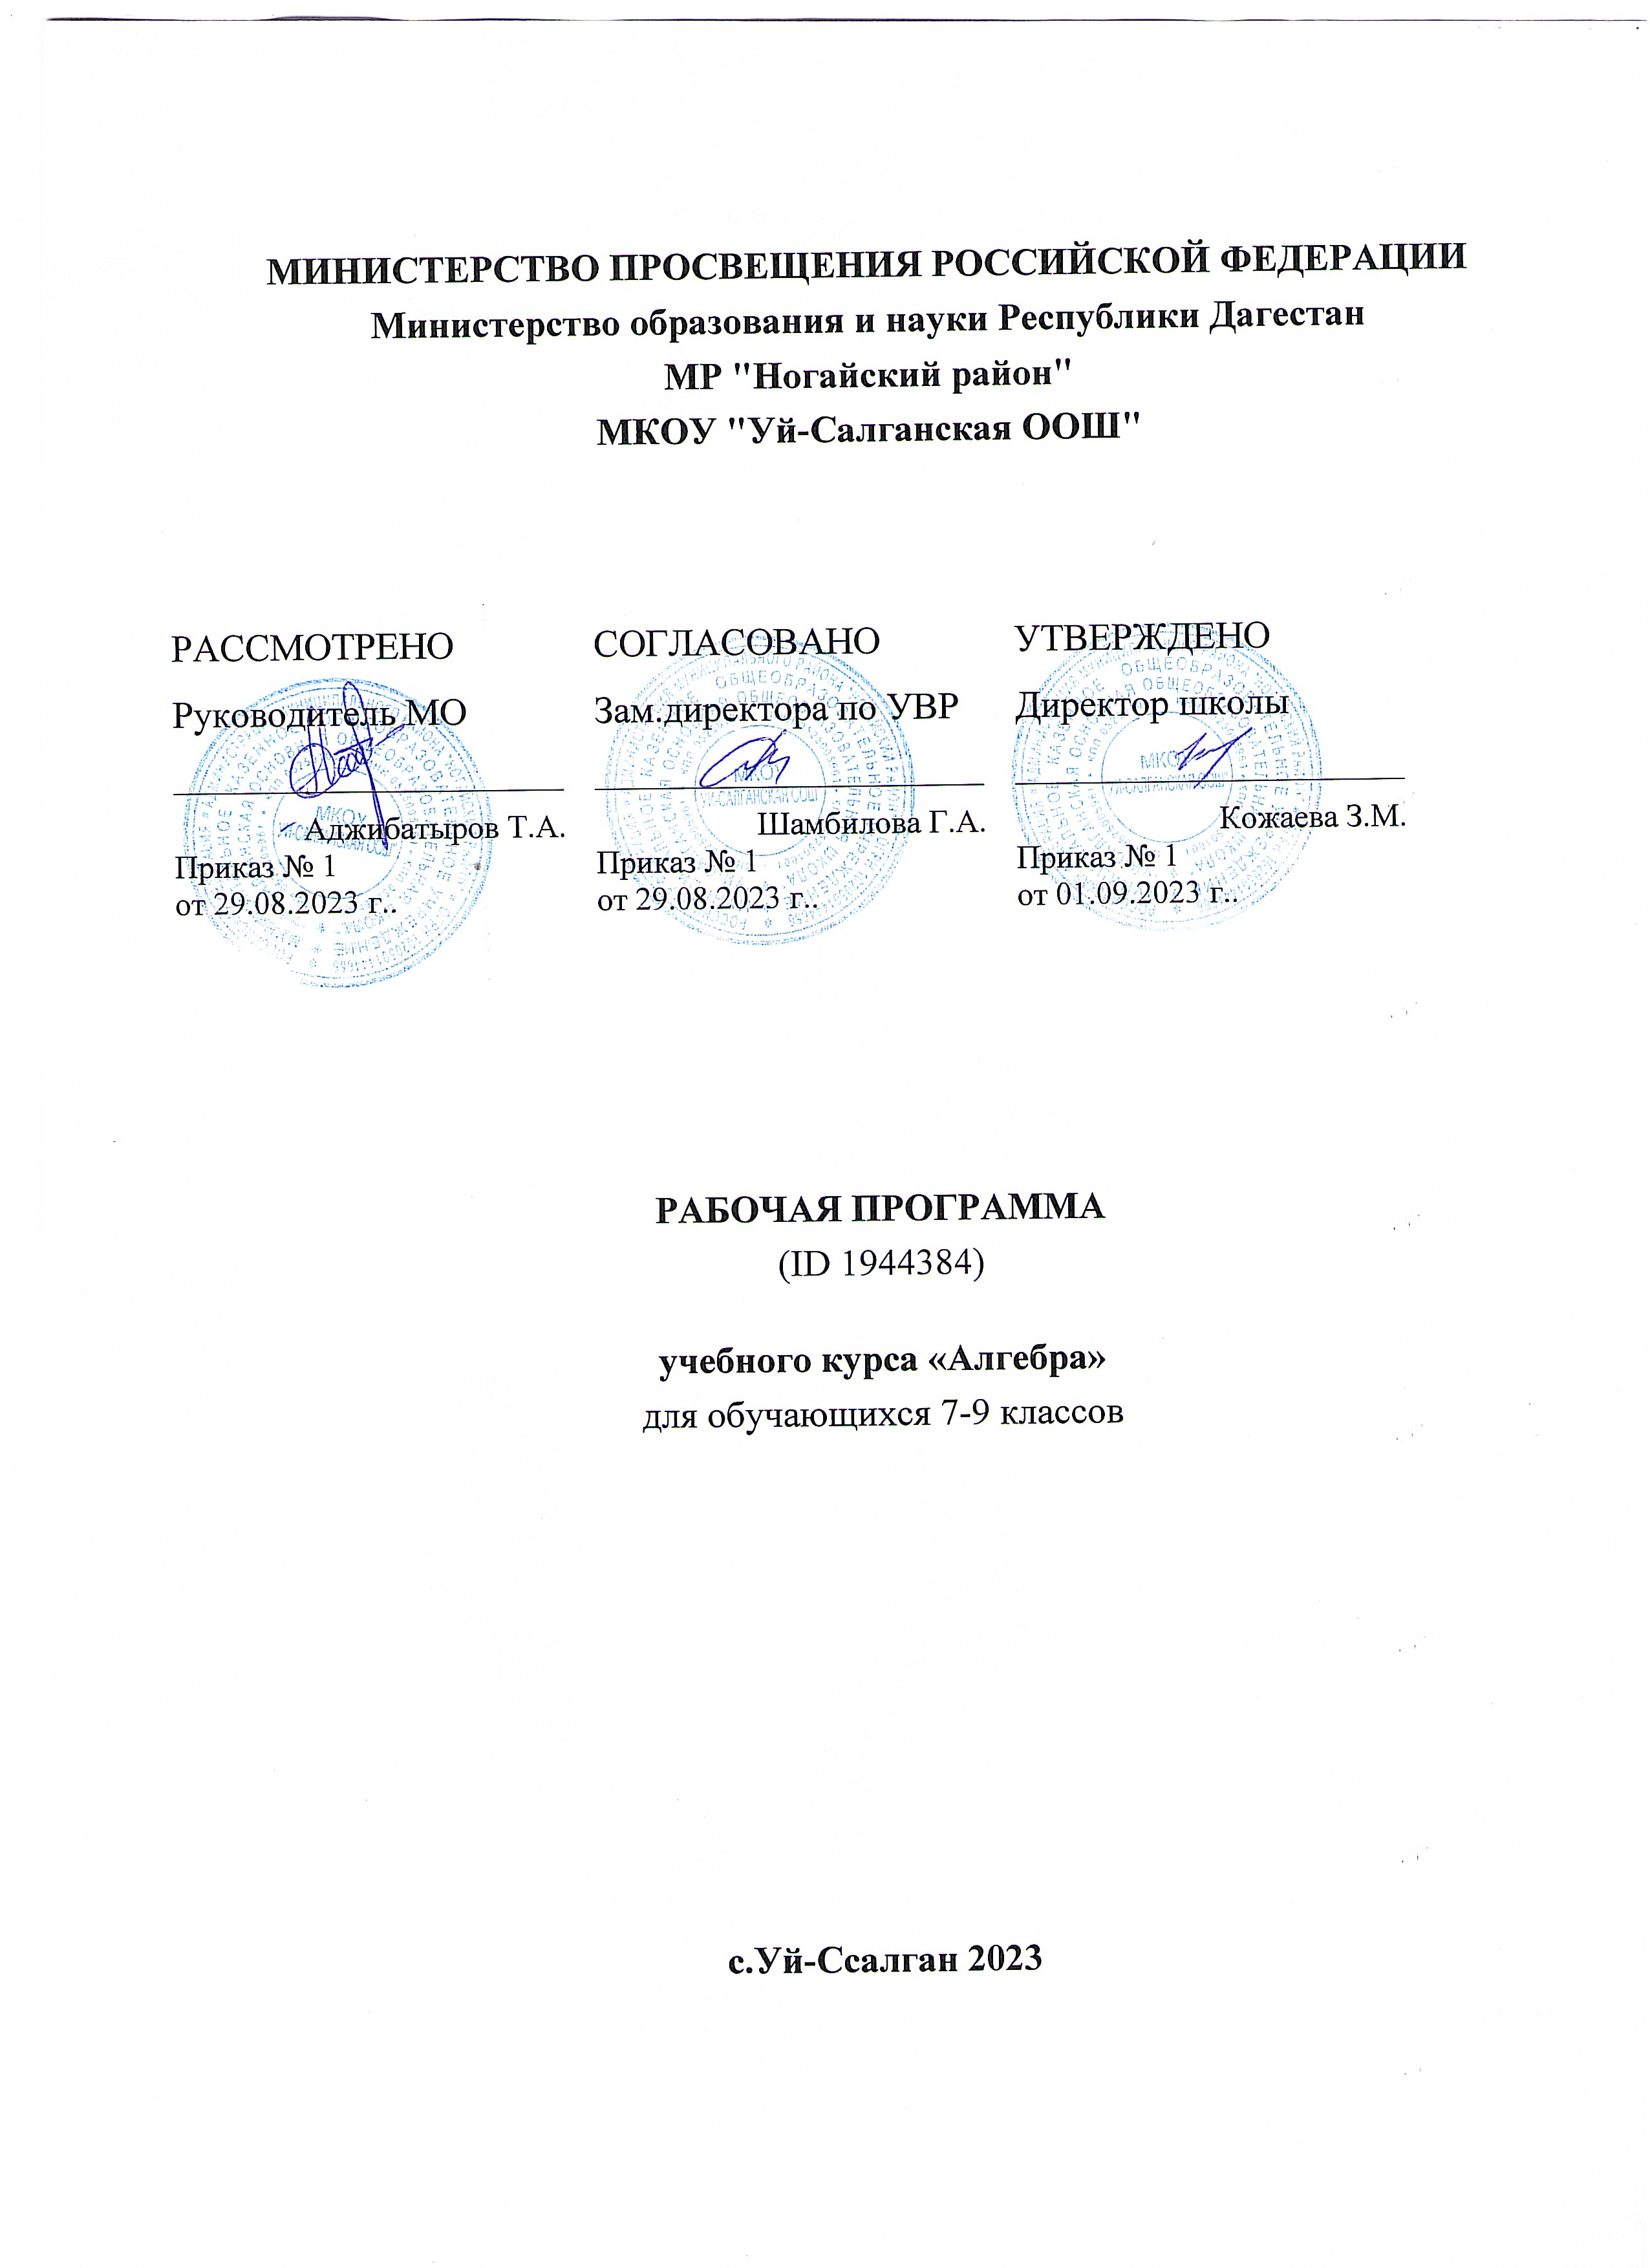 МИНИСТЕРСТВО ПРОСВЕЩЕНИЯ РОССИЙСКОЙ ФЕДЕРАЦИИ
Министерство образования и науки Республики Дагестан
МР "Ногайский район"
МКОУ "Уй-Салганская ООШ"
РАССМОТРЕНО
Руководитель МО
Аджибатыров Т.А.
Приказ № 1
от 29.08.2023 г..
СОГЛАСОВАНО
Зам.директора по УВР
Шамбилова Г.А.
Приказ № 1
от 29.08.2023 г..
УТВЕРЖДЕНО
Директор школы
Кожаева З.М.
Приказ № 1
от 01.09.2023 г..
РАБОЧАЯ ПРОГРАММА
(ID 1944384)
учебного курса «Алгебра»
для обучающихся 7-9 классов
с.Уй-Ссалган 2023